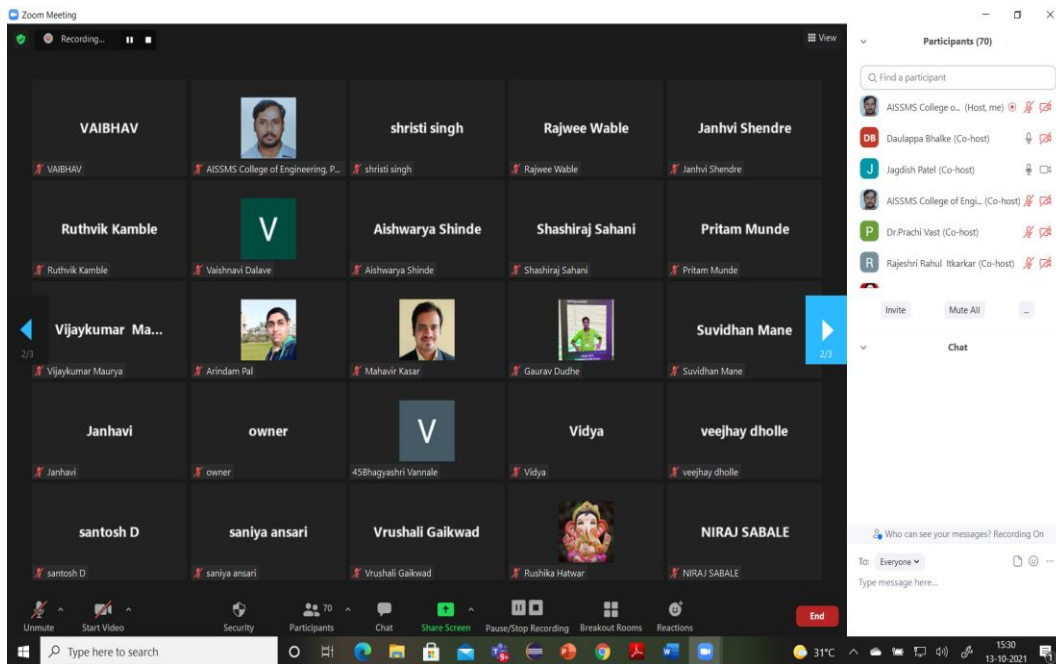 Zoom Meeting
Recording...
View
VAIBHAV
VAIBHAV
AISSMS College of Engineering, P...
shristi singh
shristi singh
Rajwee Wable
Rajwee Wable
Janhvi Shendre
Janhvi Shendre
Ruthvik Kamble
Ruthvik Kamble
V
Vaishnavi Dalave
Aishwarya Shinde
Aishwarya Shinde
Shashiraj Sahani
Shashiraj Sahani
Pritam Munde
Pritam Munde
2/3
Vijaykumar Ma...
Vijaykumar Maurya
Arindam Pal
Mahavir Kasar
Gaurav Dudhe
Suvidhan Mane
Suvidhan Mane
2/3
Janhavi
Janhavi
owner
owner
V
45Bhagyashri Vannale
Vidya
Vidya
veejhay dholle
veejhay dholle
santosh D
santosh D
saniya ansari
saniya ansari
Vrushali Gaikwad
Vrushali Gaikwad
Rushika Hatwar
NIRAJ SABALE
NIRAJ SABALE
Unmute
Start Video
Security
70
Participants
Chat
Share Screen
Pause/Stop Recording
Breakout Rooms
Reactions
End
Participants (70)
Find a participant
AISSMS College o... (Host, me)
DB Daulappa Bhalke (Co-host)
J Jagdish Patel (Co-host)
AISSMS College of Engi... (Co-host)
P Dr.Prachi Vast (Co-host)
R Rajeshri Rahul Itkarkar (Co-host)
Invite
Mute All
...
Chat
Who can see your messages? Recording On
To: Everyone
Type message here...
Type here to search
31°C
15:30
13-10-2021